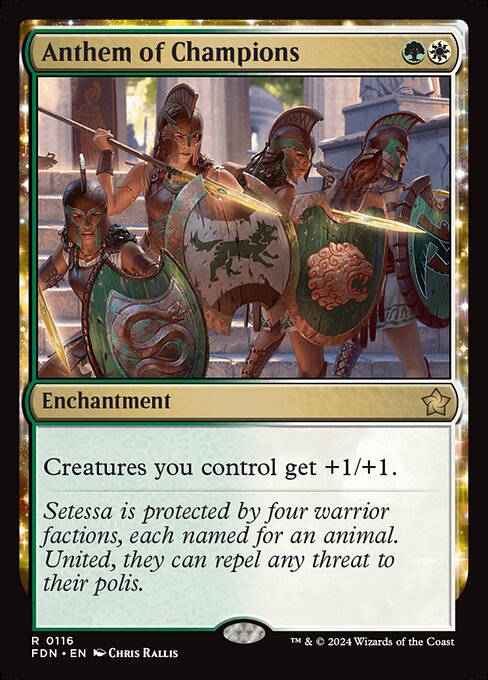 Anthem of Champions
Enchantment
Creatures you control get +1/+1.
Setessa is protected by four warrior
factions, each named for an animal.
United, they can repel any threat to
their polis.
R 0116
FDN • EN Chris Rallis
™ & © 2024 Wizards of the Coast